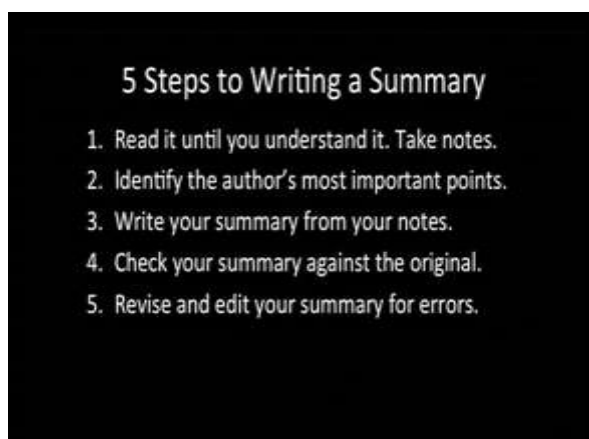 5 Steps to Writing a Summary
1. Read it until you understand it. Take notes.
2. Identify the author's most important points.
3. Write your summary from your notes.
4. Check your summary against the original.
5. Revise and edit your summary for errors.